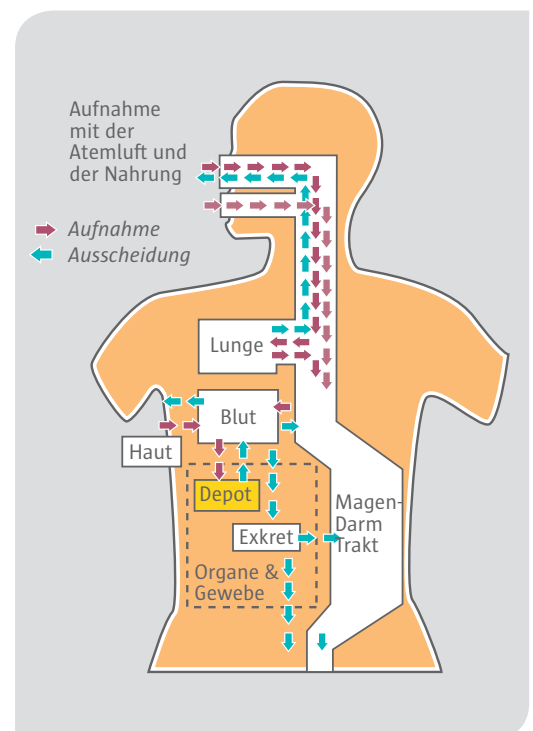 Aufnahme
mit der
Atemluft und
der Nahrung
Aufnahme
Ausscheidung
Lunge
Blut
Haut
Depot
Magen-
Darm
Trakt
Exkret
Organe &
Gewebe